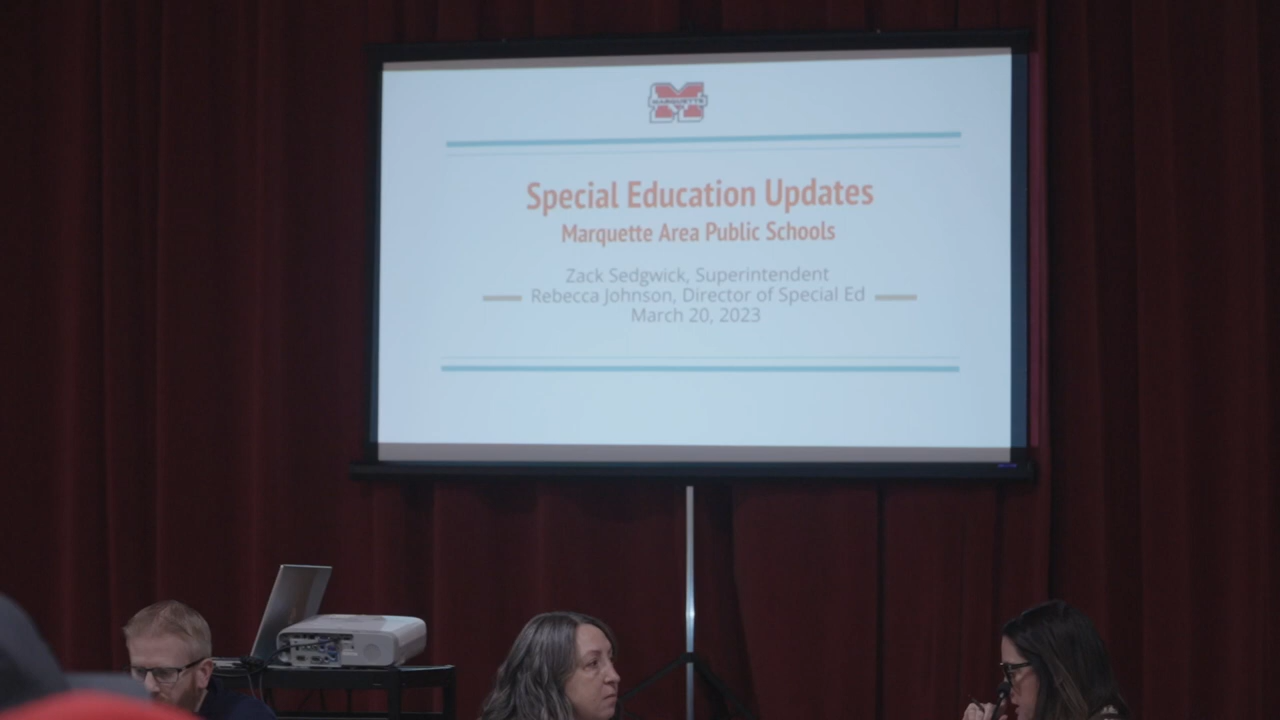 MARQUETTE
Special Education Updates
Marquette Area Public Schools
Zack Sedgwick, Superintendent
Rebecca Johnson, Director of Special Ed
March 20, 2023